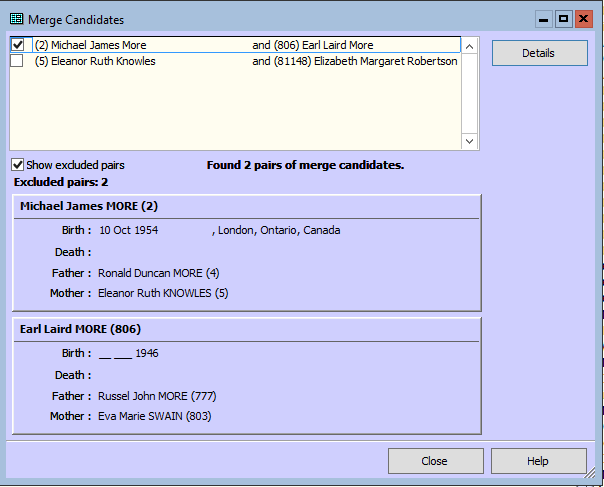 Merge Candidates
(2) Michael James More and (806) Earl Laird More
(5) Eleanor Ruth Knowles and (81148) Elizabeth Margaret Robertson
Details
Show excluded pairs Found 2 pairs of merge candidates.
Excluded pairs: 2
Michael James MORE (2)
Birth : 10 Oct 1954 , London, Ontario, Canada
Death :
Father : Ronald Duncan MORE (4)
Mother : Eleanor Ruth KNOWLES (5)
Earl Laird MORE (806)
Birth : __ ___ 1946
Death :
Father : Russel John MORE (777)
Mother : Eva Marie SWAIN (803)
Close Help